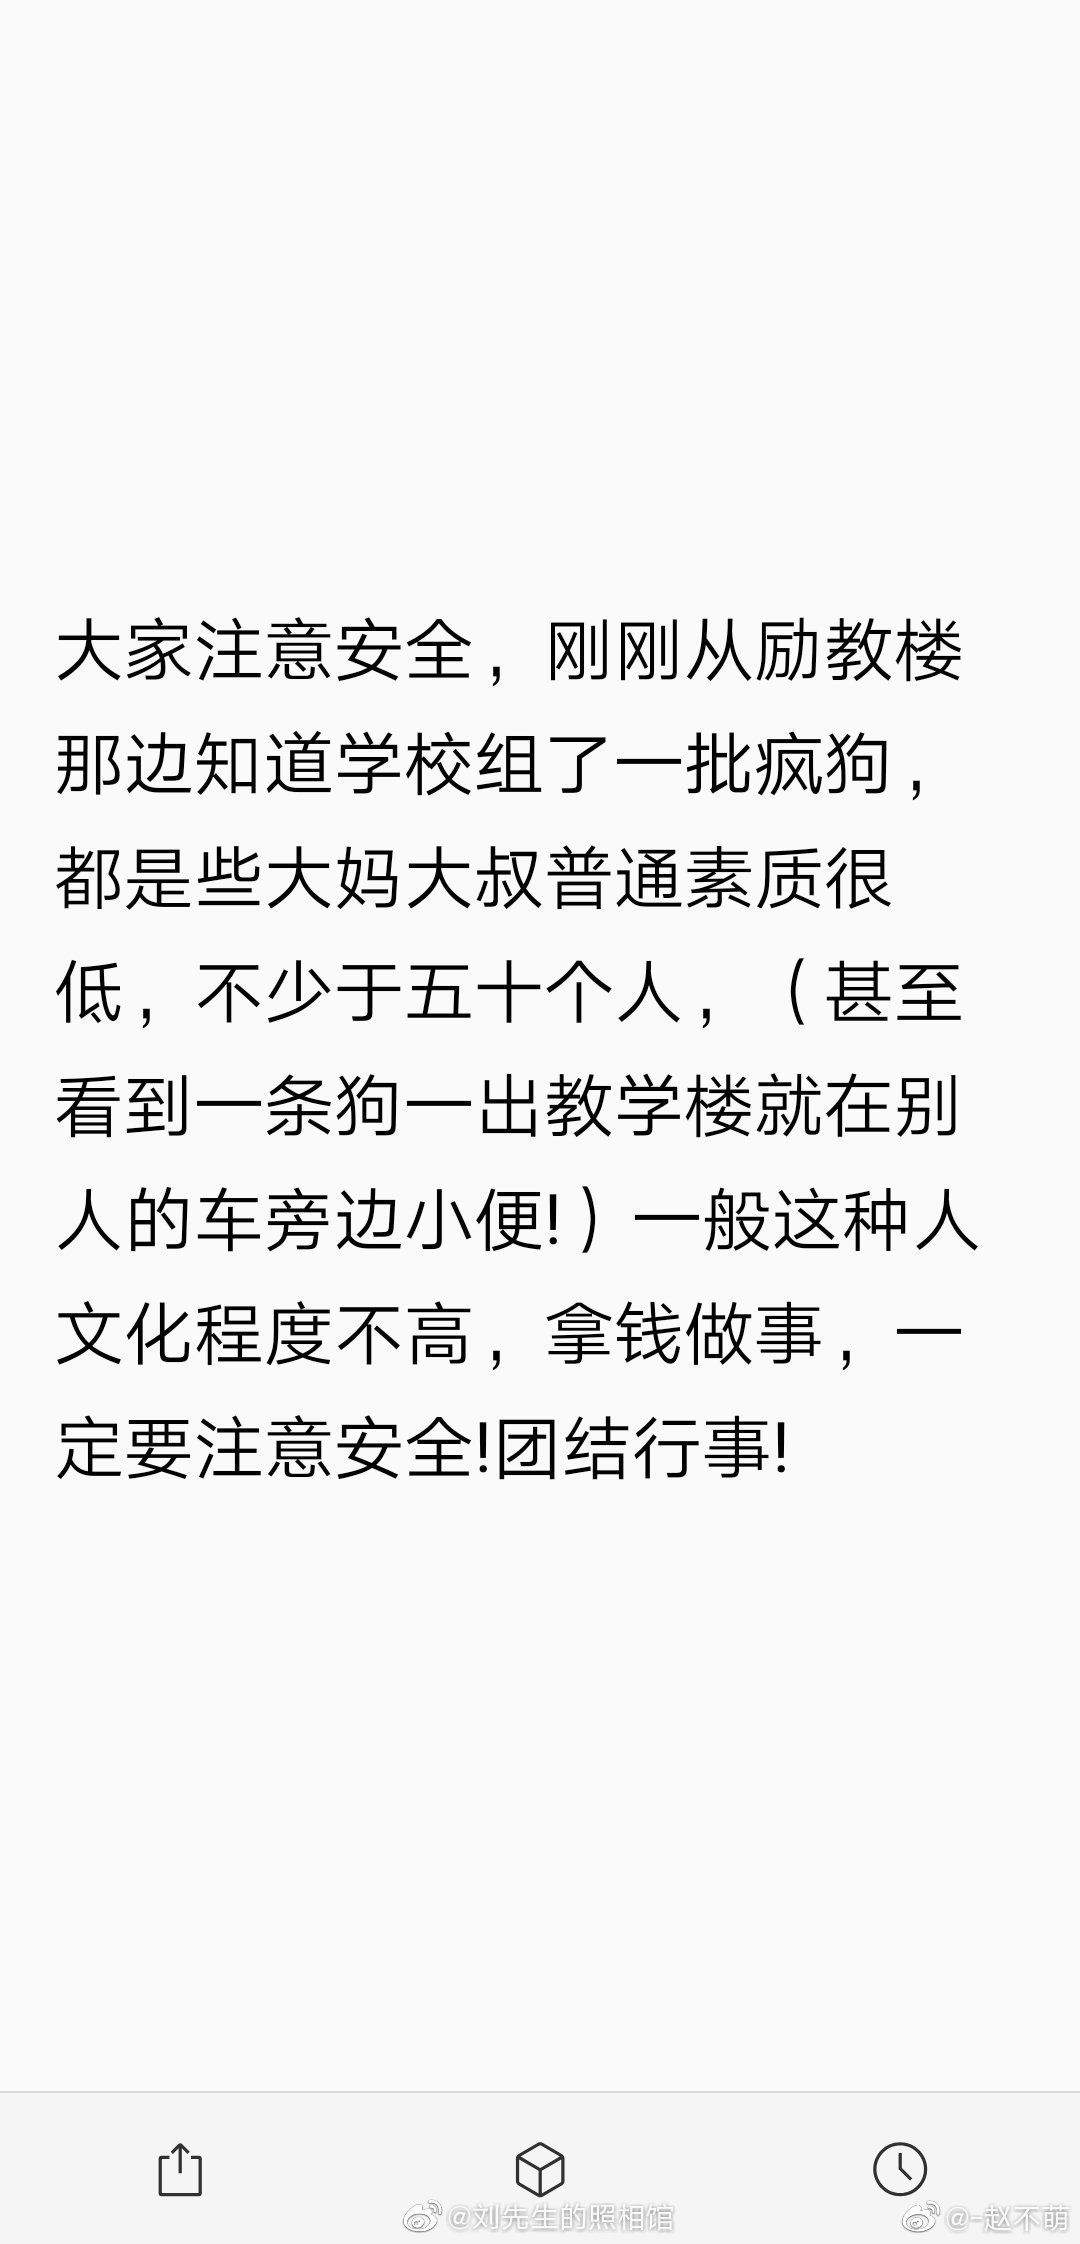 大家注意安全，刚刚从励教楼
那边知道学校组了一批疯狗，
都是些大妈大叔普通素质很
低，不少于五十个人，（甚至
看到一条狗一出教学楼就在别
人的车旁边小便!）一般这种人
文化程度不高，拿钱做事，一
定要注意安全!团结行事!
@刘先生的照相馆
@-赵不萌